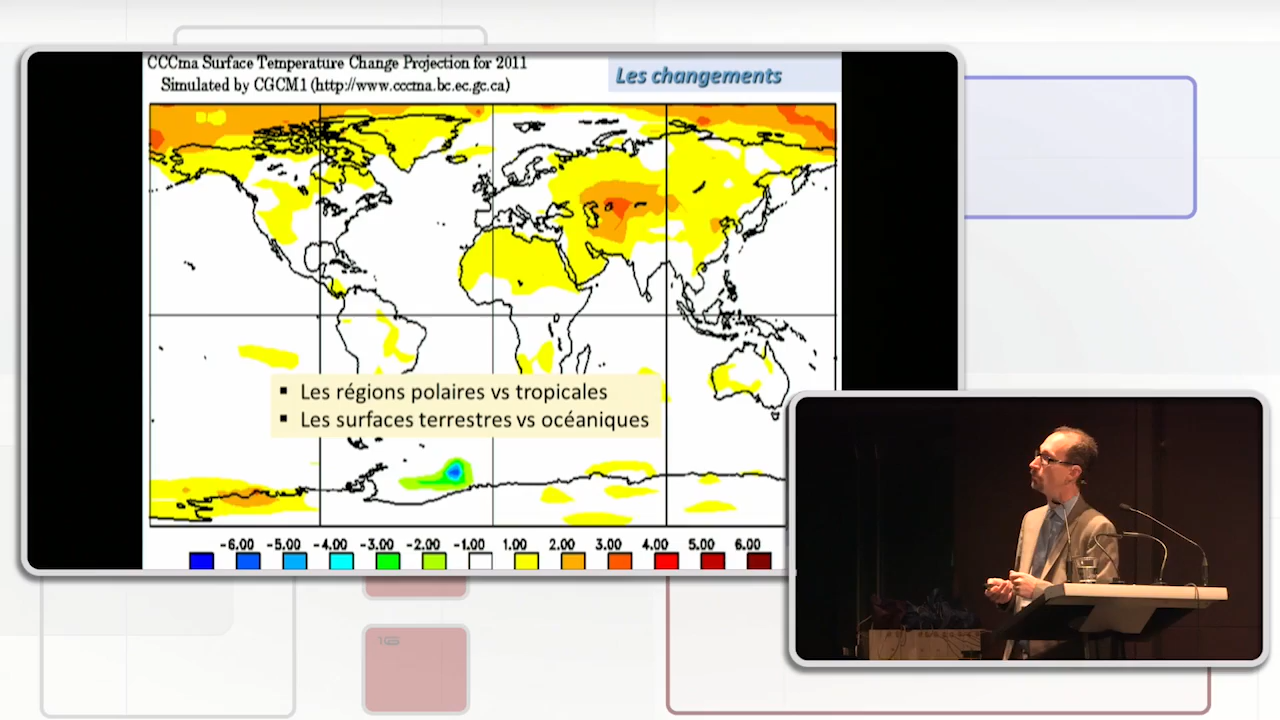 CCCma Surface Temperature Change Projection for 2011
Simulated by CGCM1 (http://www.cccma.bc.ec.gc.ca)
Les changements
▪ Les régions polaires vs tropicales
▪ Les surfaces terrestres vs océaniques
-6.00 -5.00 -4.00 -3.00 -2.00 -1.00 1.00 2.00 3.00 4.00 5.00 6.00